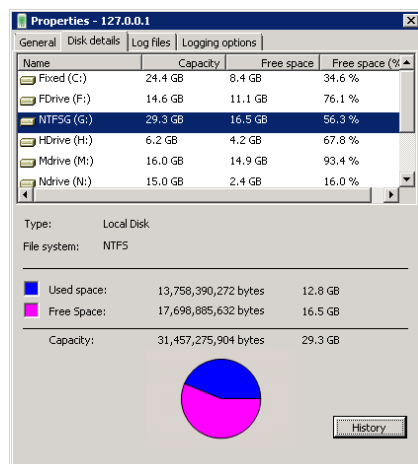 Properties - 127.0.0.1
General Disk details Log files Logging options
Name Capacity Free space Free space (%
Fixed (C:) 24.4 GB 8.4 GB 34.6 %
FDrive (F:) 14.6 GB 11.1 GB 76.1 %
NTFSG (G:) 29.3 GB 16.5 GB 56.3 %
HDrive (H:) 6.2 GB 4.2 GB 67.8 %
Mdrive (M:) 16.0 GB 14.9 GB 93.4 %
Ndrive (N:) 15.0 GB 2.4 GB 16.0 %
Type: Local Disk
File system: NTFS
Used space: 13,758,390,272 bytes 12.8 GB
Free Space: 17,698,885,632 bytes 16.5 GB
Capacity: 31,457,275,904 bytes 29.3 GB
History